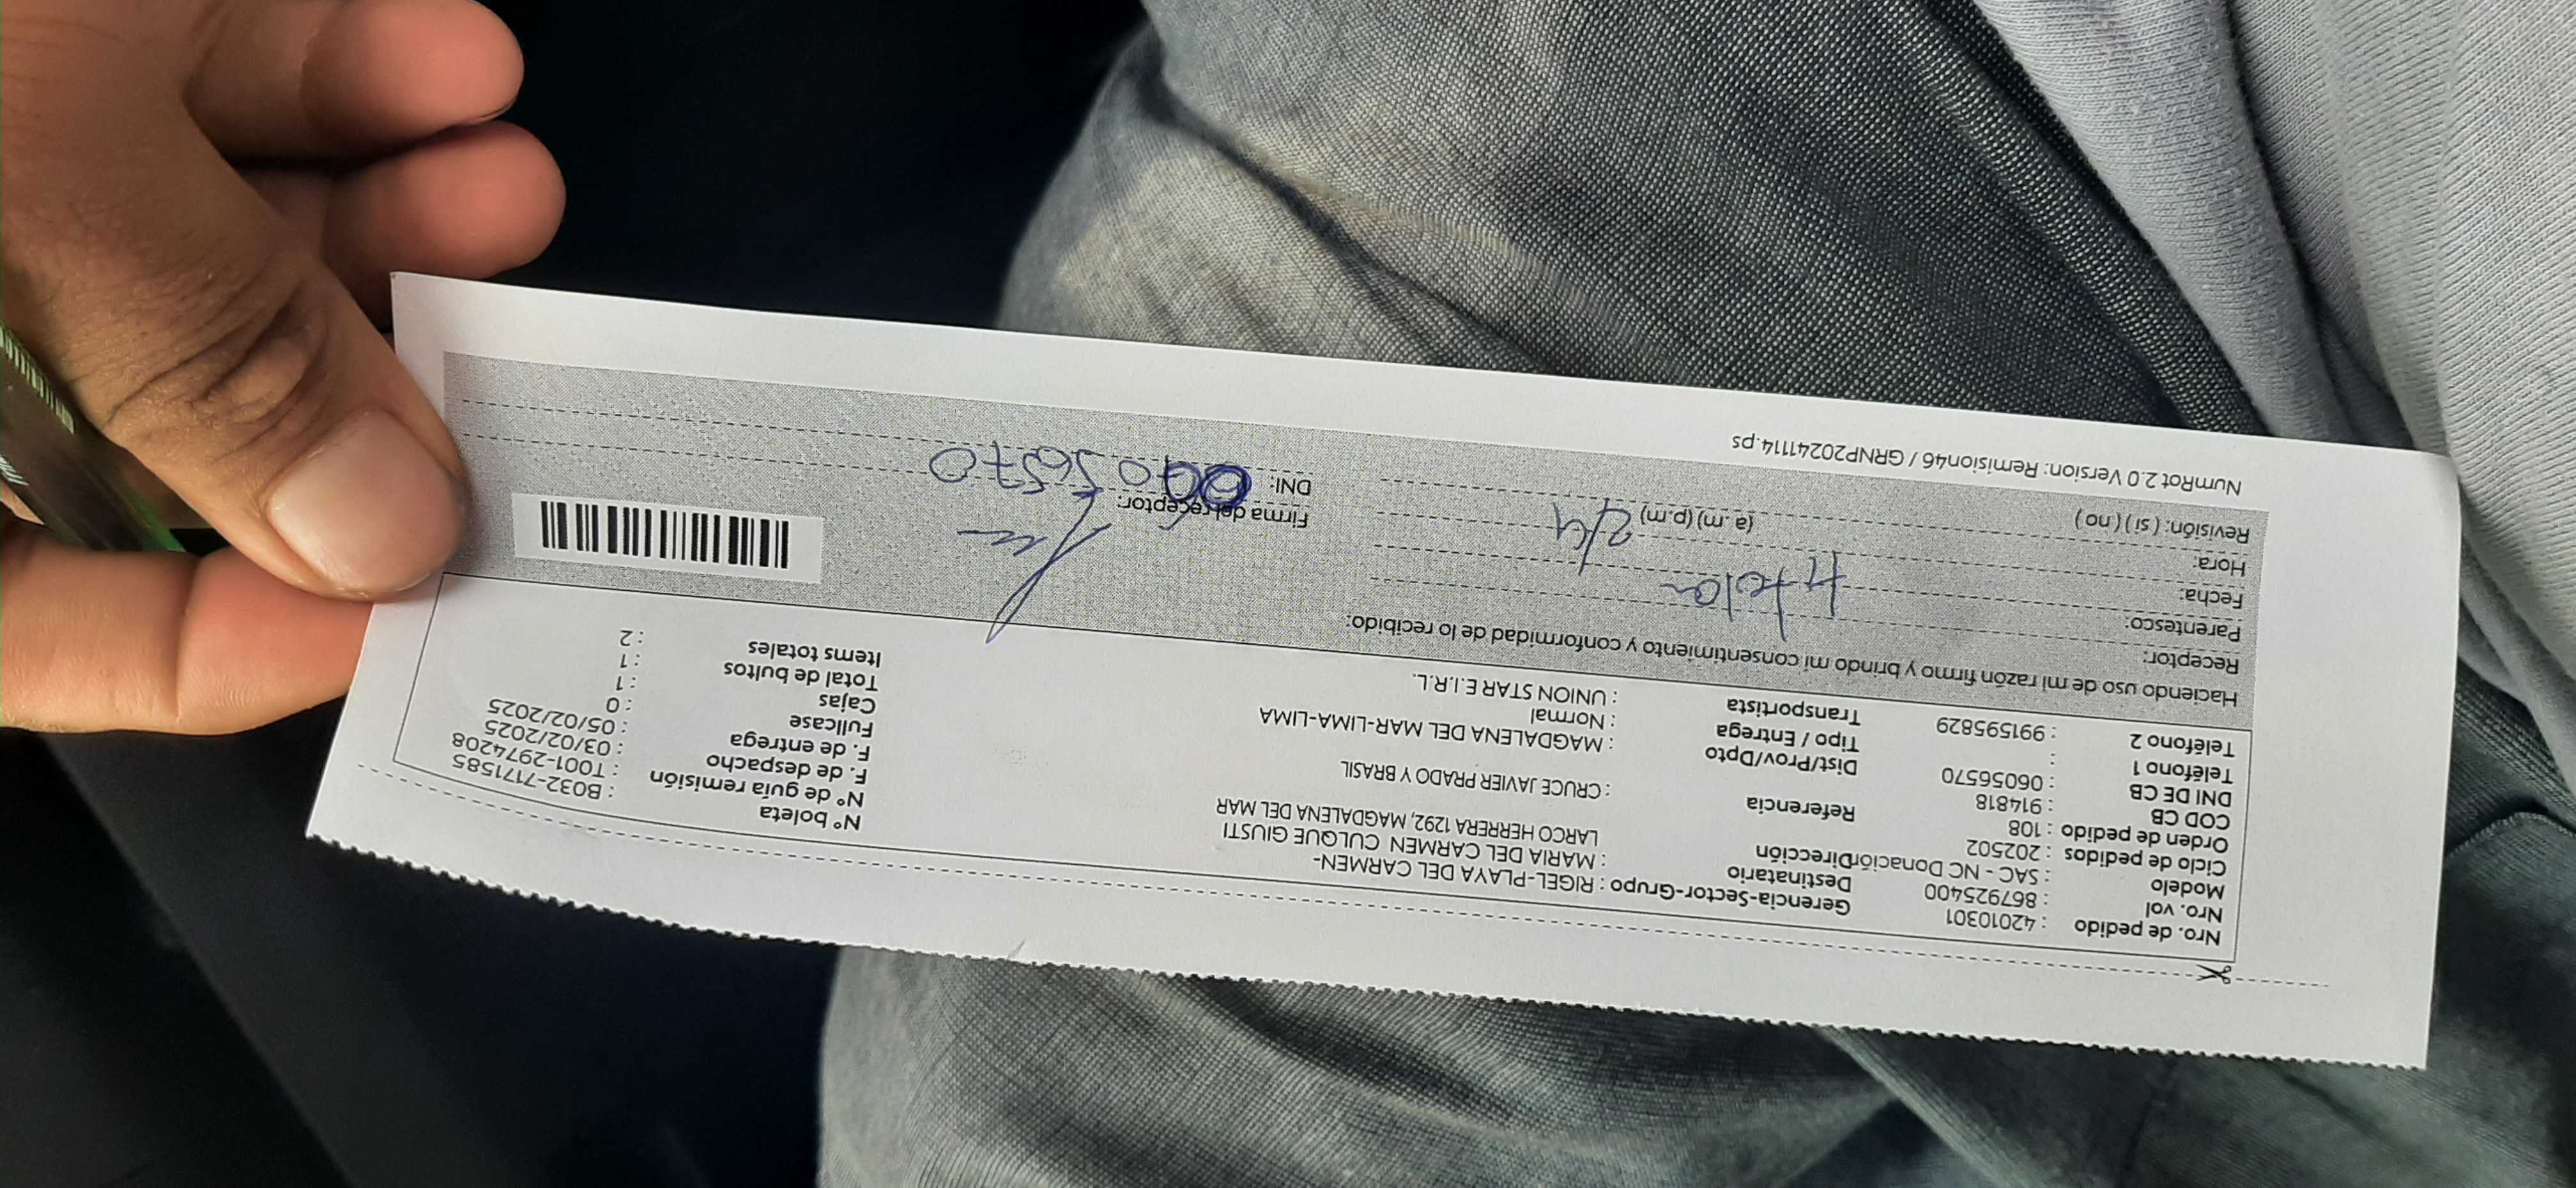 Nro. de pedido : 42010301
Nro. vol : 867925400
Modelo : SAC - NC Donación
Ciclo de pedidos : 202502
Orden de pedido : 108
COD CB : 914818
DNI DE CB : 06056570
Teléfono 1 :
Teléfono 2 : 991595829
Gerencia-Sector-Grupo : RIGEL-PLAYA DEL CARMEN-
Destinatario : MARIA DEL CARMEN CULQUE GIUSTI
Dirección LARCO HERRERA 1292, MAGDALENA DEL MAR
Referencia : CRUCE JAVIER PRADO Y BRASIL
Dist/Prov/Dpto : MAGDALENA DEL MAR-LIMA-LIMA
Tipo / Entrega : Normal
Transportista : UNION STAR E.I.R.L.
N° boleta : B032-7171585
N° de guía remisión : T001-2974208
F. de despacho : 03/02/2025
F. de entrega : 05/02/2025
Fullcase : 0
Cajas : 1
Total de bultos : 1
Items totales : 2
Haciendo uso de mi razón firmo y brindo mi consentimiento y conformidad de lo recibido:
Receptor:
Parentesco:
Fecha:
Hora: (a.m) (p.m)
Revisión: ( si ) ( no )
Firma del receptor:
DNI: 6056570
NumRot 2.0 Version: Remision46 / GRNP20241114.ps